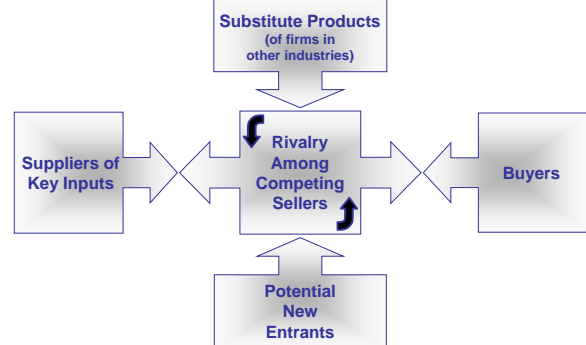 Substitute Products
(of firms in
other industries)
Suppliers of
Key Inputs
Rivalry
Among
Competing
Sellers
Buyers
Potential
New
Entrants